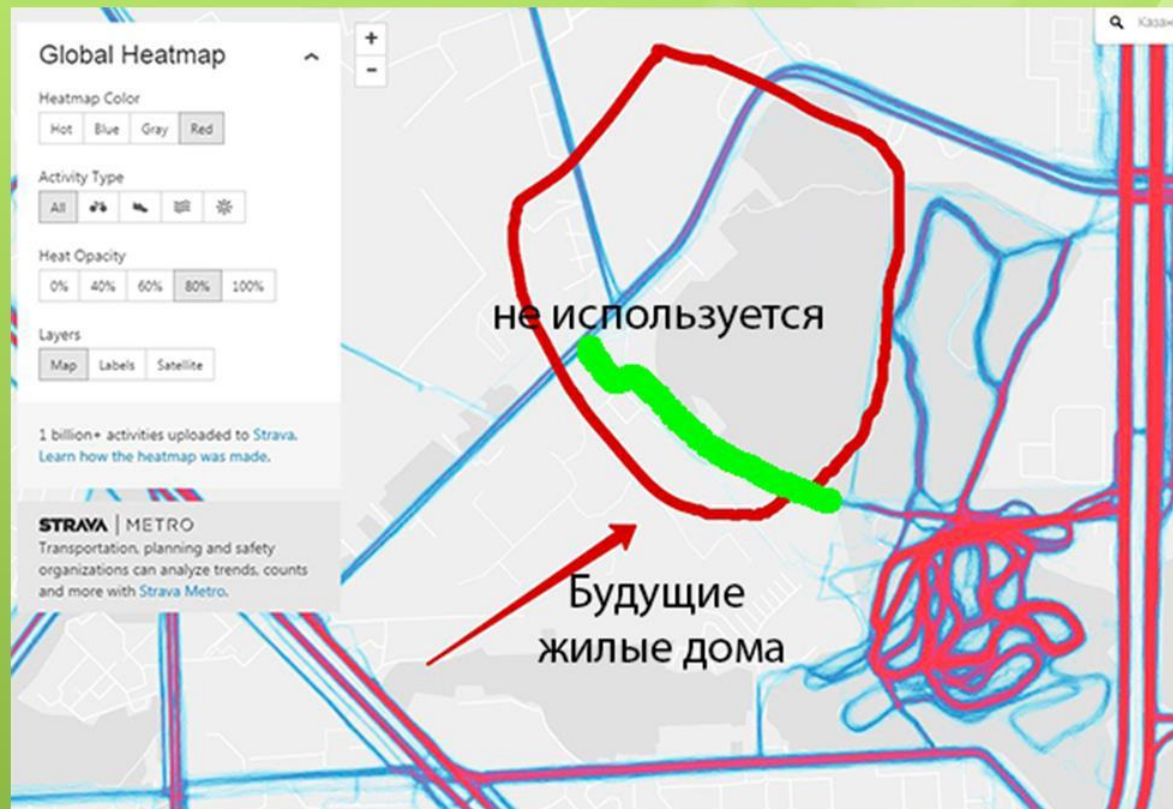 Global Heatmap
Heatmap Color
Hot Blue Gray Red
Activity Type
All
Heat Opacity
0% 40% 60% 80% 100%
Layers
Map Labels Satellite
1 billion+ activities uploaded to Strava.
Learn how the heatmap was made.
STRAVA | METRO
Transportation, planning and safety
organizations can analyze trends, counts
and more with Strava Metro.
+
−
не используется
Будущие
жилые дома